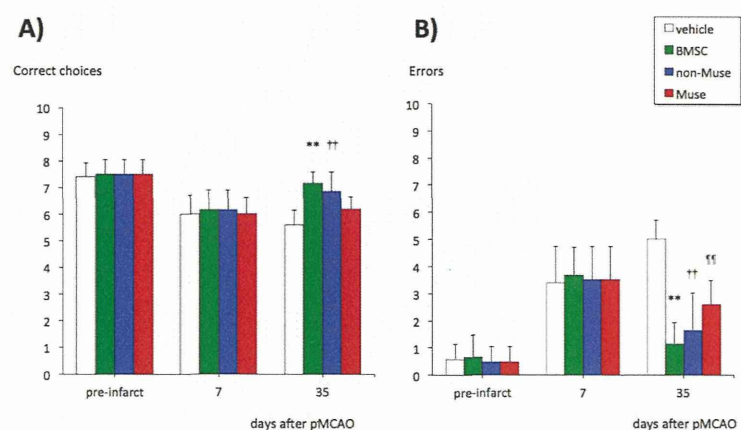 A)
Correct choices
10
9
8
7
6
5
4
3
2
1
0
** ††
pre-infarct 7 35
days after pMCAO
B)
Errors
vehicle
BMSC
non-Muse
Muse
10
9
8
7
6
5
4
3
2
1
0
** †† ¶¶
pre-infarct 7 35
days after pMCAO